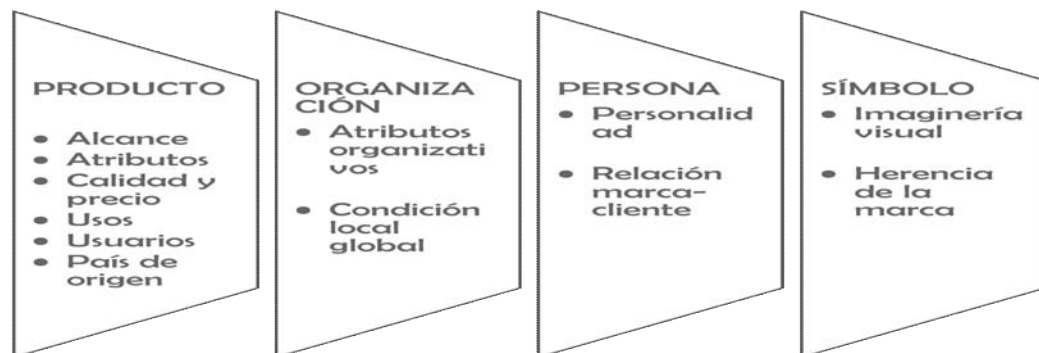 PRODUCTO
● Alcance
● Atributos
● Calidad y
precio
● Usos
● Usuarios
● País de
origen
ORGANIZA
CIÓN
● Atributos
organizati
vos
● Condición
local
global
PERSONA
● Personalid
ad
● Relación
marca-
cliente
SÍMBOLO
● Imaginería
visual
● Herencia
de la
marca